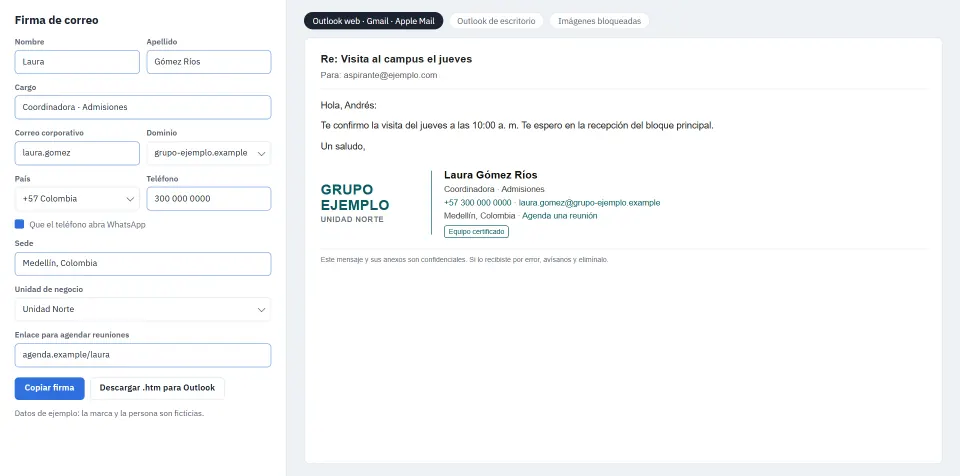 Firma de correo
Nombre
Apellido
Laura
Gómez Ríos
Cargo
Coordinadora - Admisiones
Correo corporativo
Dominio
laura.gomez
grupo-ejemplo.example
País
Teléfono
+57 Colombia
300 000 0000
Que el teléfono abra WhatsApp
Sede
Medellín, Colombia
Unidad de negocio
Unidad Norte
Enlace para agendar reuniones
agenda.example/laura
Copiar firma
Descargar .htm para Outlook
Datos de ejemplo: la marca y la persona son ficticias.
Outlook web · Gmail · Apple Mail
Outlook de escritorio
Imágenes bloqueadas
Re: Visita al campus el jueves
Para: aspirante@ejemplo.com
Hola, Andrés:
Te confirmo la visita del jueves a las 10:00 a. m. Te espero en la recepción del bloque principal.
Un saludo,
GRUPO
EJEMPLO
UNIDAD NORTE
Laura Gómez Ríos
Coordinadora · Admisiones
+57 300 000 0000 · laura.gomez@grupo-ejemplo.example
Medellín, Colombia · Agenda una reunión
Equipo certificado
Este mensaje y sus anexos son confidenciales. Si lo recibiste por error, avísanos y elimínalo.